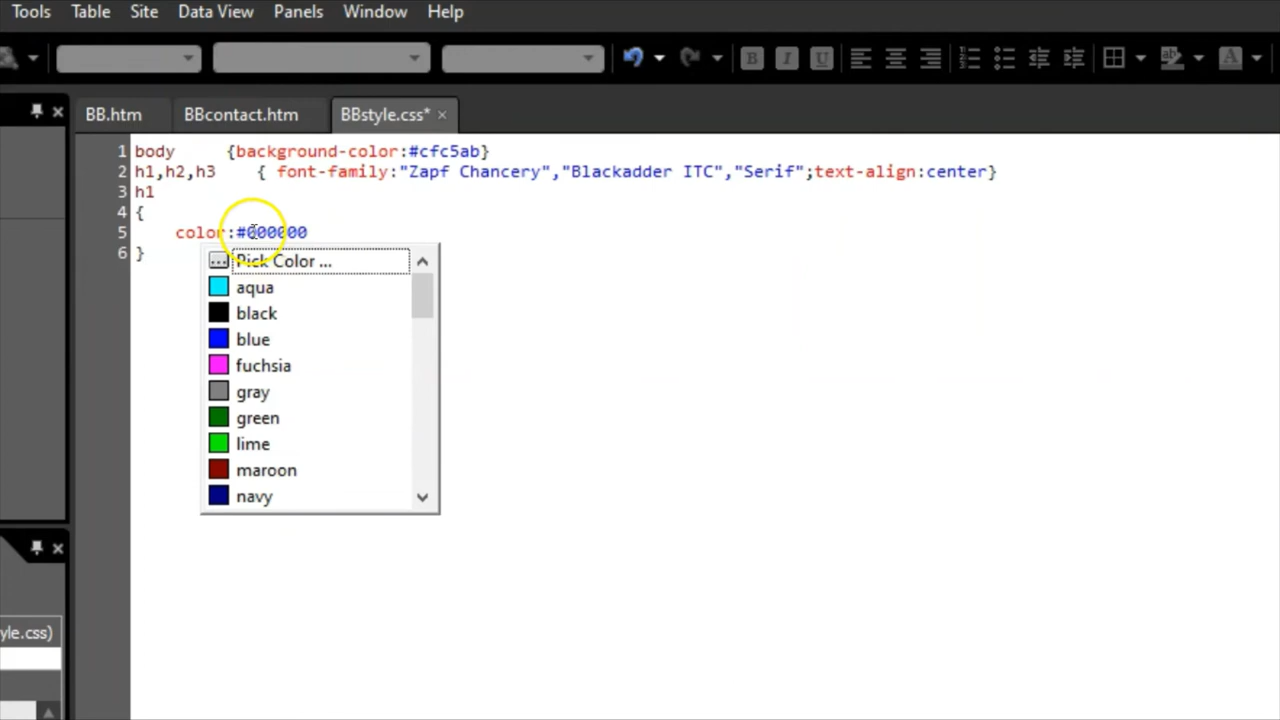 Tools Table Site Data View Panels Window Help
B I U ab A
BB.htm BBcontact.htm BBstyle.css* ×
1 body {background-color:#cfc5ab}
2 h1,h2,h3 { font-family:"Zapf Chancery","Blackadder ITC","Serif";text-align:center}
3 h1
4 {
5 color:#000000
6 }
... Pick Color ...
aqua
black
blue
fuchsia
gray
green
lime
maroon
navy
yle.css)